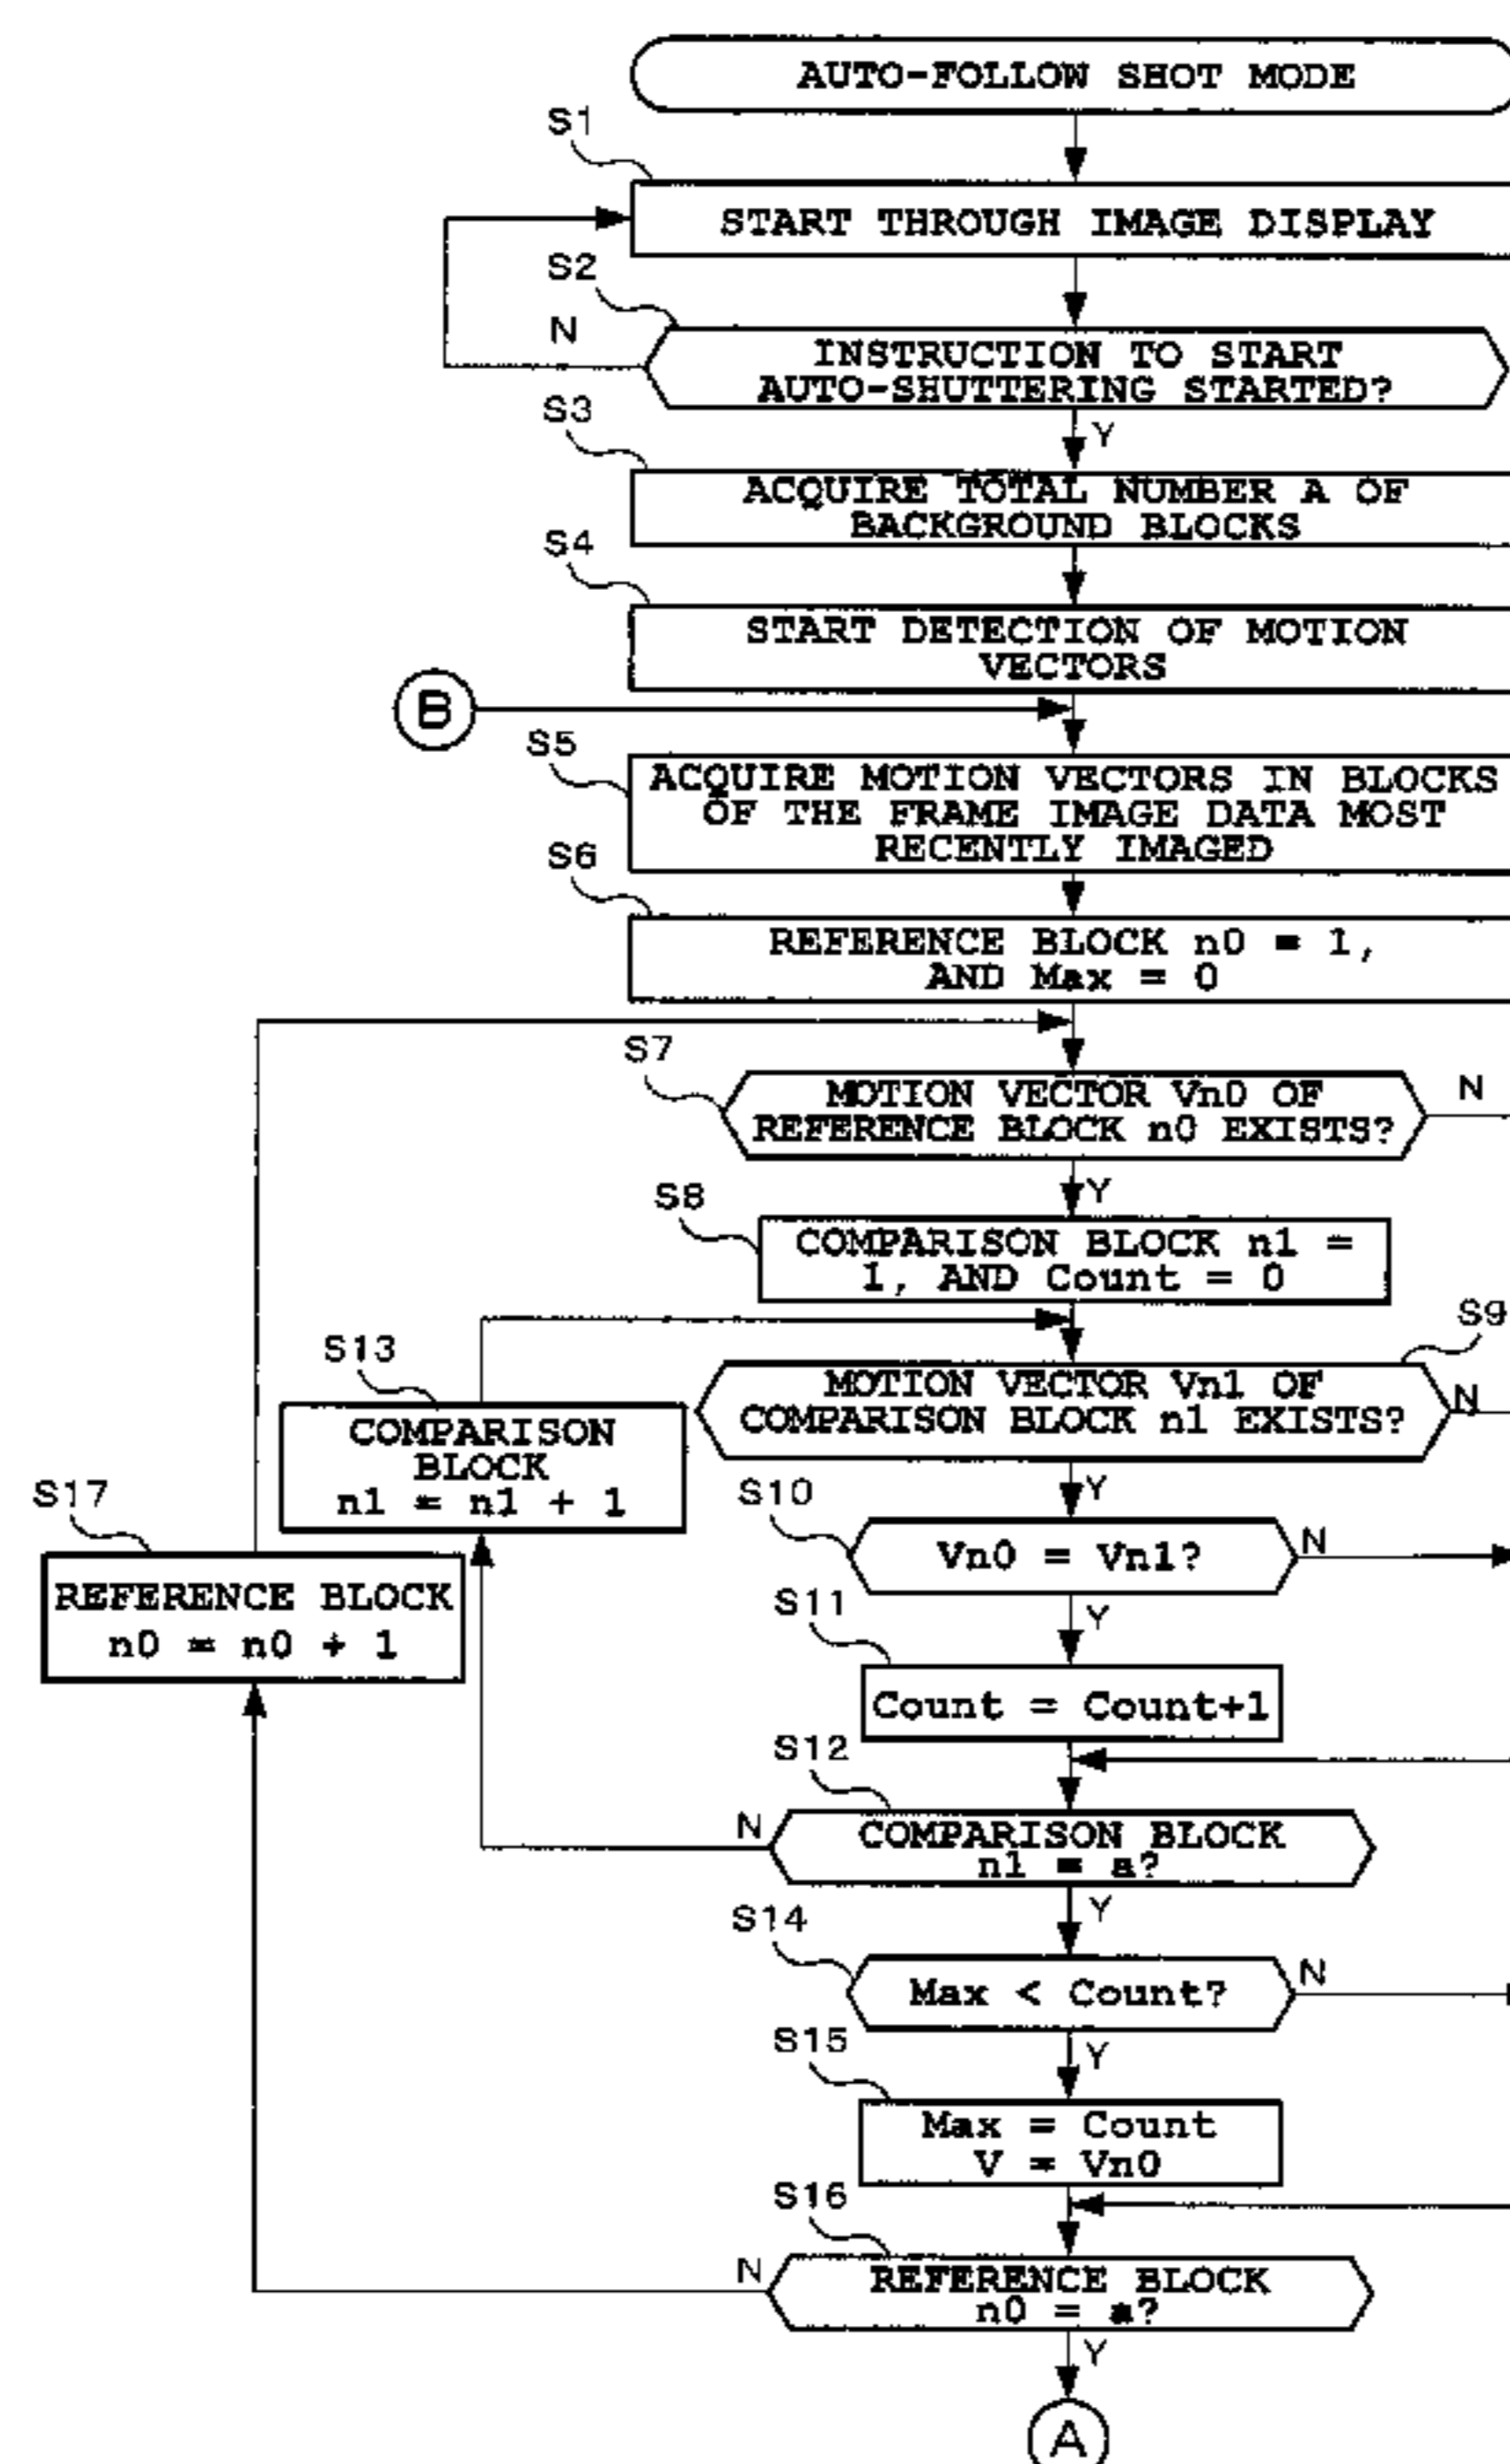 AUTO-FOLLOW SHOT MODE
S1
START THROUGH IMAGE DISPLAY
S2
N
INSTRUCTION TO START
AUTO-SHUTTERING STARTED?
Y
S3
ACQUIRE TOTAL NUMBER A OF
BACKGROUND BLOCKS
S4
START DETECTION OF MOTION
VECTORS
B
S5
ACQUIRE MOTION VECTORS IN BLOCKS
OF THE FRAME IMAGE DATA MOST
RECENTLY IMAGED
S6
REFERENCE BLOCK n0 = 1,
AND Max = 0
S7
MOTION VECTOR Vn0 OF
REFERENCE BLOCK n0 EXISTS?
N
Y
S8
COMPARISON BLOCK n1 =
1, AND Count = 0
S9
MOTION VECTOR Vn1 OF
COMPARISON BLOCK n1 EXISTS?
N
Y
S13
COMPARISON
BLOCK
n1 = n1 + 1
S10
Vn0 = Vn1?
N
Y
S17
REFERENCE BLOCK
n0 = n0 + 1
S11
Count = Count+1
S12
N
COMPARISON BLOCK
n1 = a?
Y
S14
Max < Count?
N
Y
S15
Max = Count
V = Vn0
S16
N
REFERENCE BLOCK
n0 = a?
Y
A